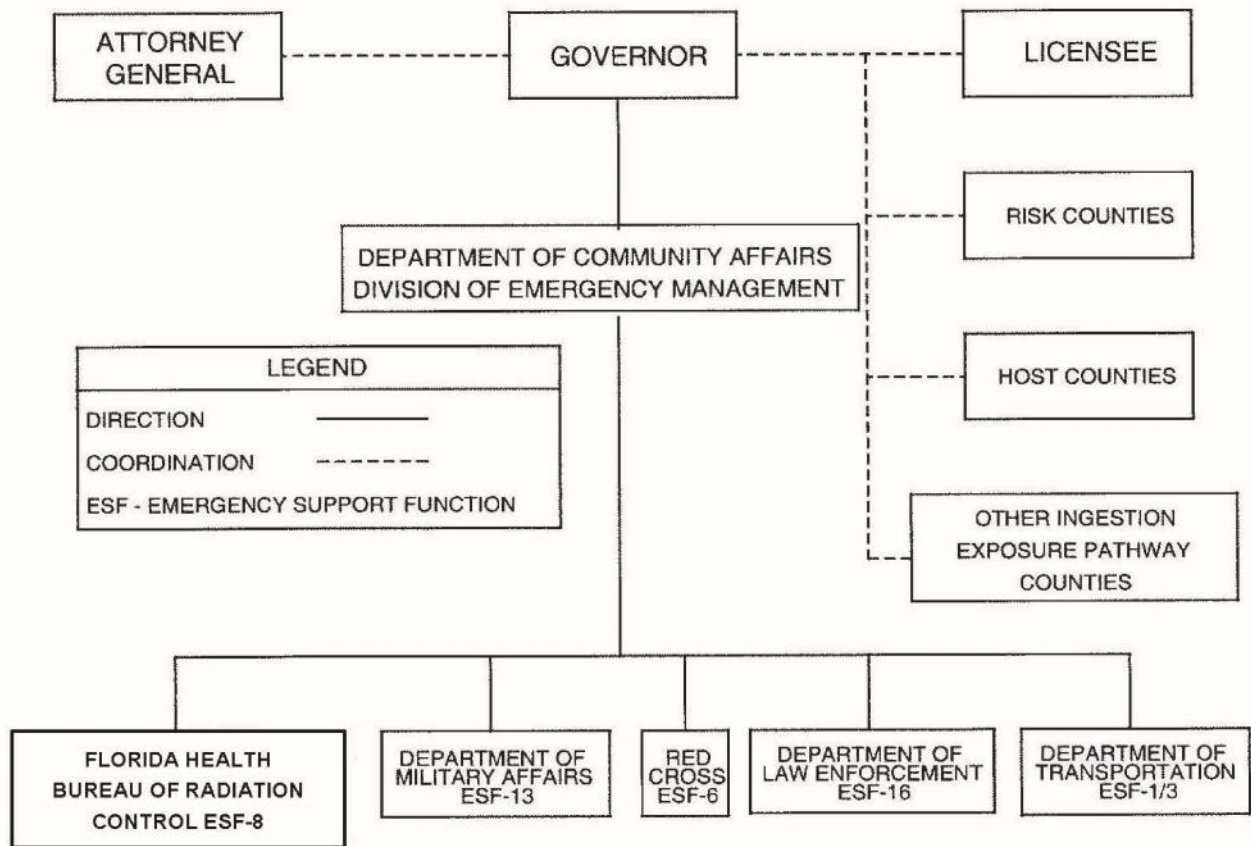 ATTORNEY
GENERAL
GOVERNOR
LICENSEE
RISK COUNTIES
DEPARTMENT OF COMMUNITY AFFAIRS
DIVISION OF EMERGENCY MANAGEMENT
HOST COUNTIES
LEGEND
DIRECTION
COORDINATION
ESF - EMERGENCY SUPPORT FUNCTION
OTHER INGESTION
EXPOSURE PATHWAY
COUNTIES
FLORIDA HEALTH
BUREAU OF RADIATION
CONTROL ESF-8
DEPARTMENT OF
MILITARY AFFAIRS
ESF-13
RED
CROSS
ESF-6
DEPARTMENT OF
LAW ENFORCEMENT
ESF-16
DEPARTMENT OF
TRANSPORTATION
ESF-1/3